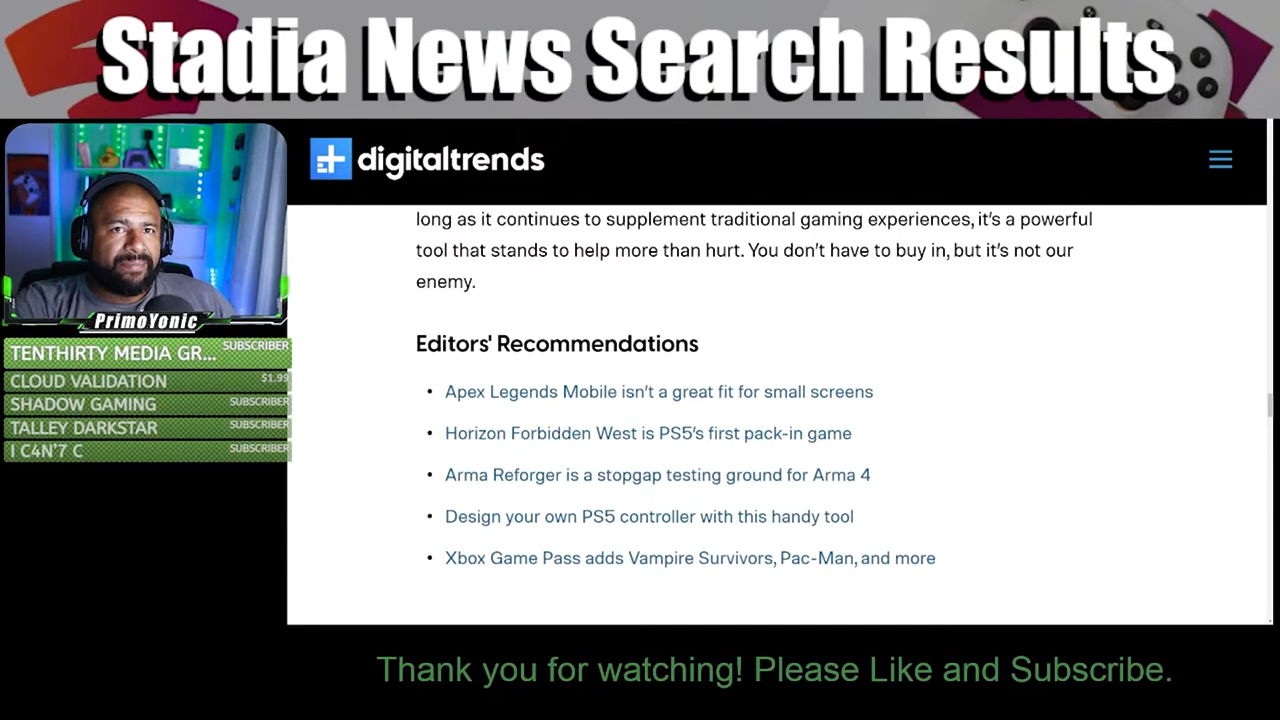 Stadia News Search Results
digitaltrends
long as it continues to supplement traditional gaming experiences, it's a powerful
tool that stands to help more than hurt. You don't have to buy in, but it's not our
enemy.
PrimoYonic
Editors' Recommendations
TENTHIRTY MEDIA GR... SUBSCRIBER
CLOUD VALIDATION $1.99
SHADOW GAMING SUBSCRIBER
TALLEY DARKSTAR SUBSCRIBER
I C4N'7 C SUBSCRIBER
• Apex Legends Mobile isn't a great fit for small screens
• Horizon Forbidden West is PS5's first pack-in game
• Arma Reforger is a stopgap testing ground for Arma 4
• Design your own PS5 controller with this handy tool
• Xbox Game Pass adds Vampire Survivors, Pac-Man, and more
Thank you for watching! Please Like and Subscribe.